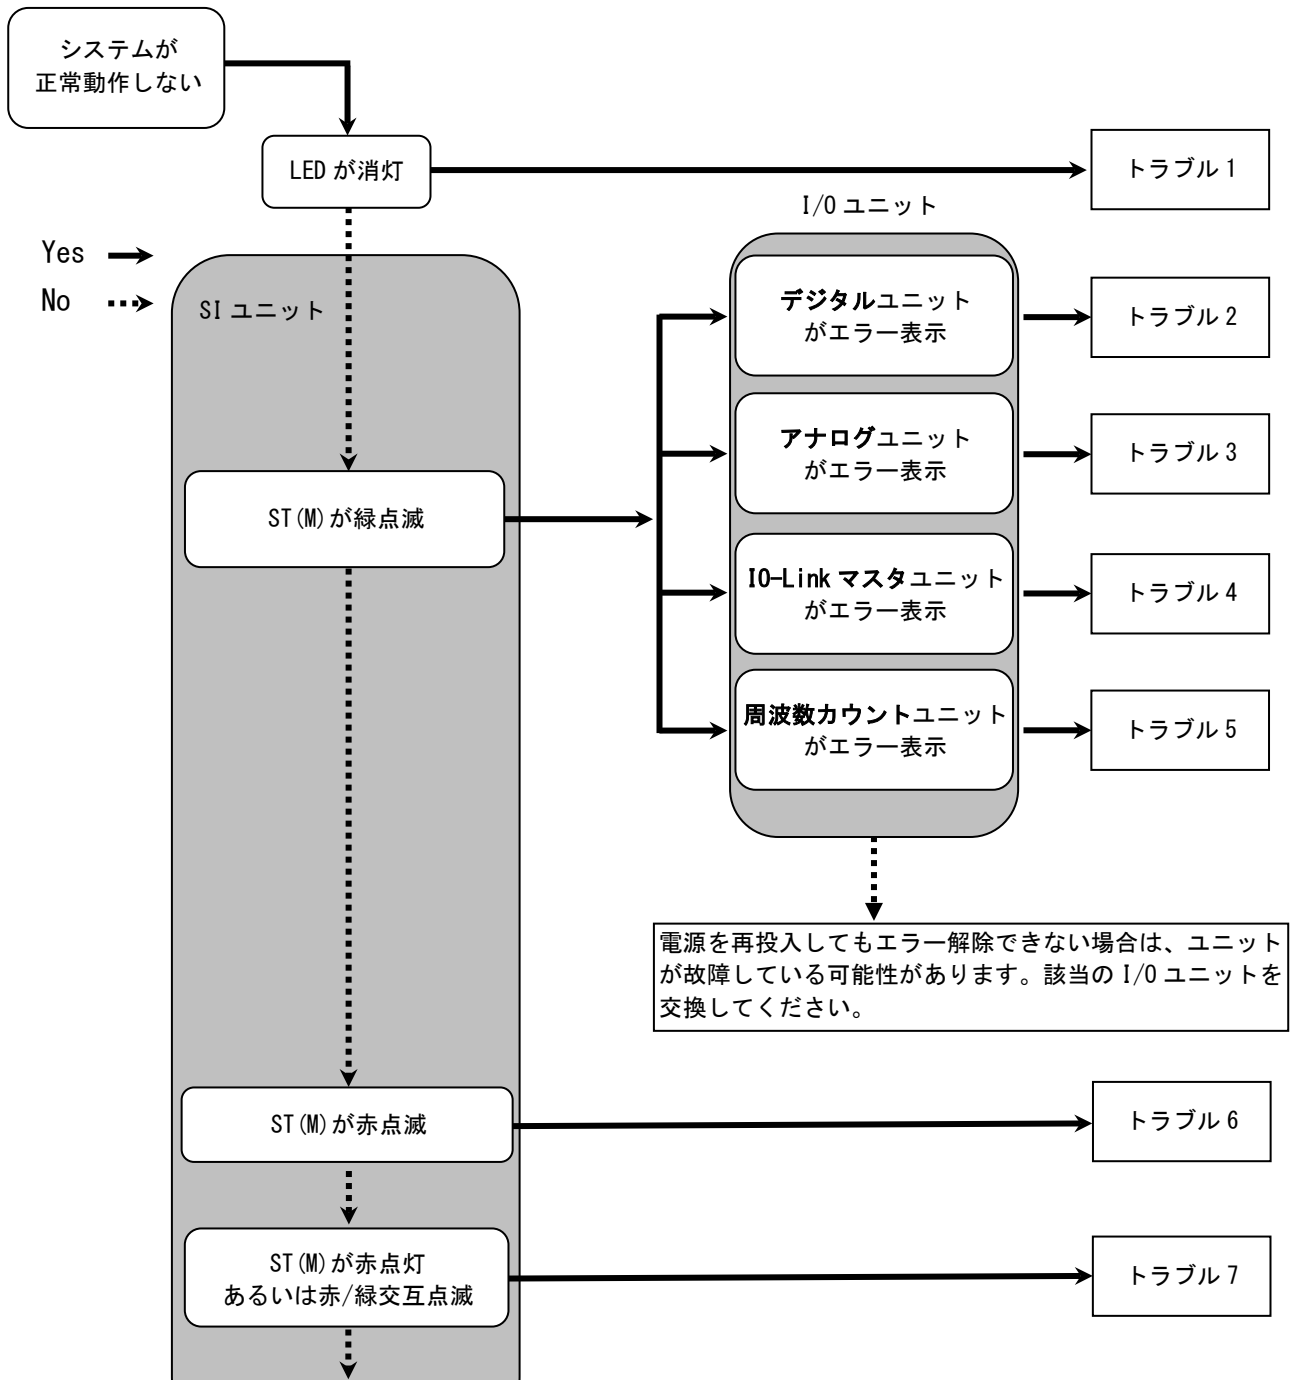 システムが
正常動作しない
LED が消灯
トラブル 1
I/O ユニット
Yes
No
SI ユニット
デジタルユニット
がエラー表示
トラブル 2
アナログユニット
がエラー表示
トラブル 3
ST(M)が緑点滅
IO-Link マスタユニット
がエラー表示
トラブル 4
周波数カウントユニット
がエラー表示
トラブル 5
電源を再投入してもエラー解除できない場合は、ユニット
が故障している可能性があります。該当の I/O ユニットを
交換してください。
ST(M)が赤点滅
トラブル 6
ST(M)が赤点灯
あるいは赤/緑交互点滅
トラブル 7